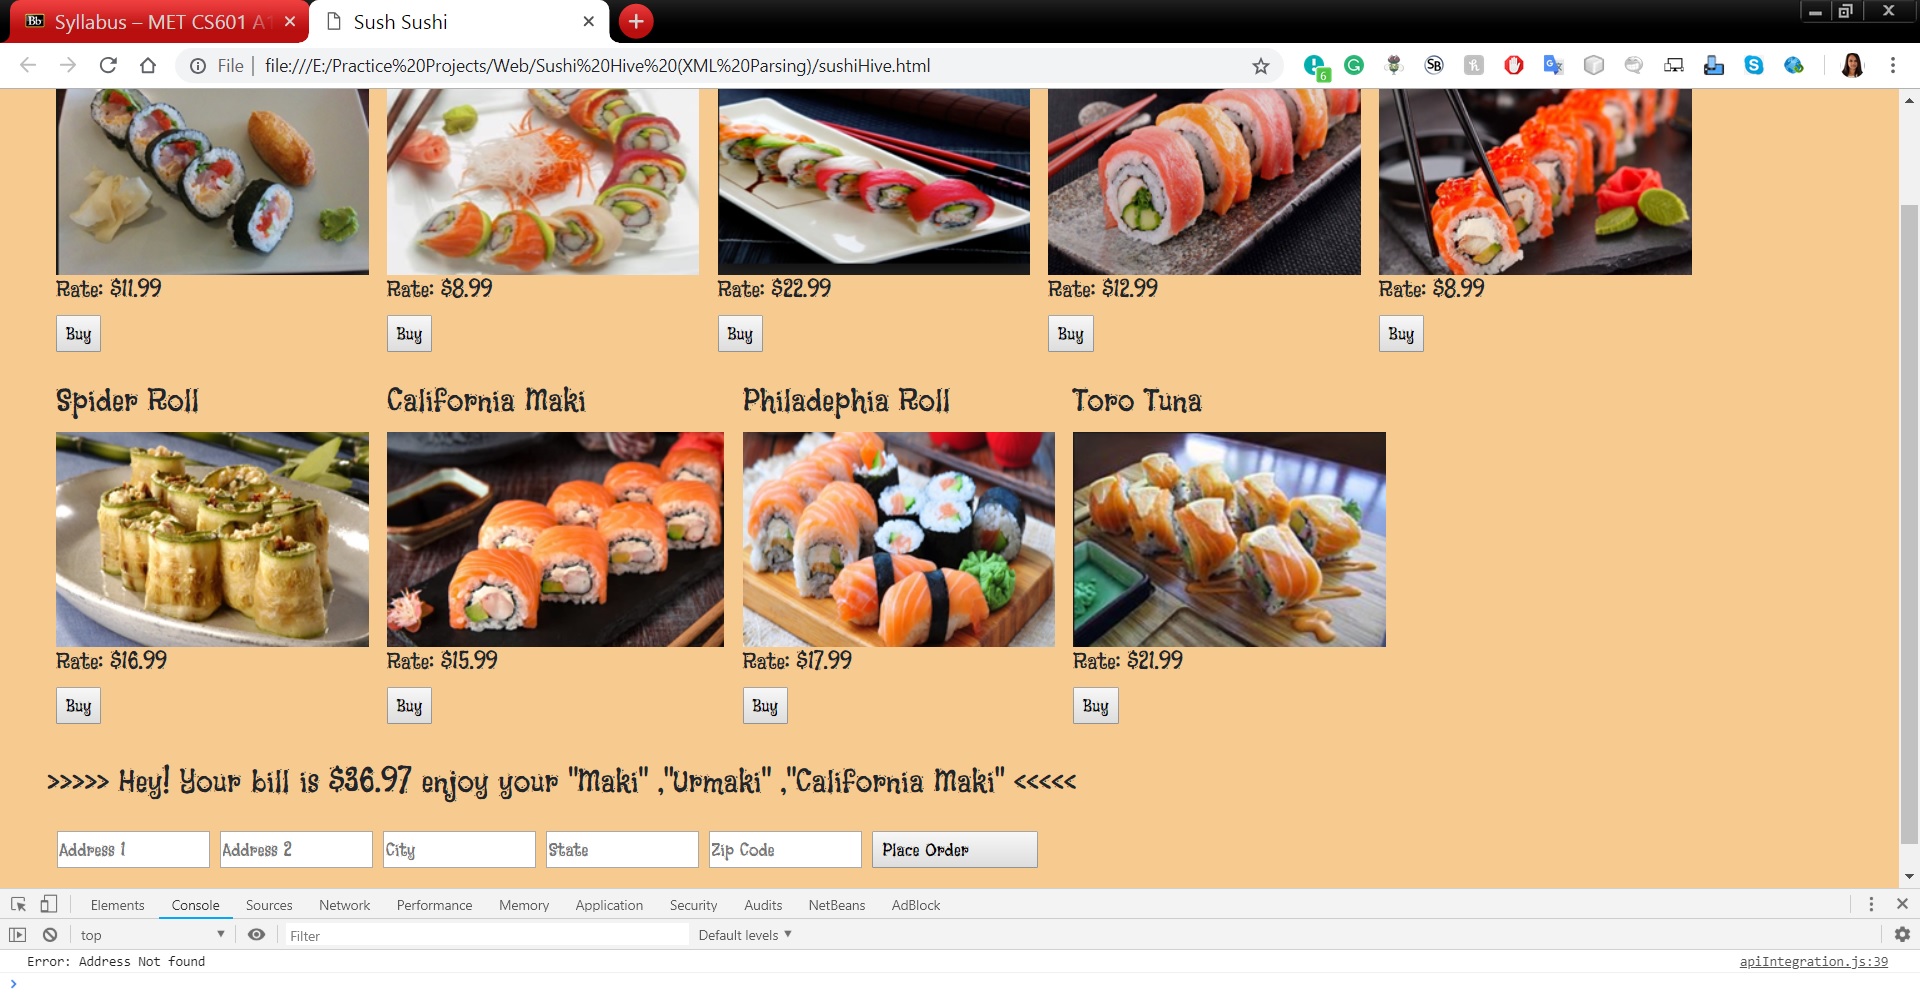 Syllabus – MET CS601 A1
Sush Sushi
File
file:///E:/Practice%20Projects/Web/Sushi%20Hive%20(XML%20Parsing)/sushiHive.html
6
Rate: $11.99
Rate: $8.99
Rate: $22.99
Rate: $12.99
Rate: $8.99
Buy
Buy
Buy
Buy
Buy
Spider Roll
California Maki
Philadephia Roll
Toro Tuna
Rate: $16.99
Rate: $15.99
Rate: $17.99
Rate: $21.99
Buy
Buy
Buy
Buy
>>>>> Hey! Your bill is $36.97 enjoy your "Maki" ,"Urmaki" ,"California Maki" <<<<<
Address 1
Address 2
City
State
Zip Code
Place Order
Elements
Console
Sources
Network
Performance
Memory
Application
Security
Audits
NetBeans
AdBlock
top
Filter
Default levels
Error: Address Not found
apiIntegration.js:39